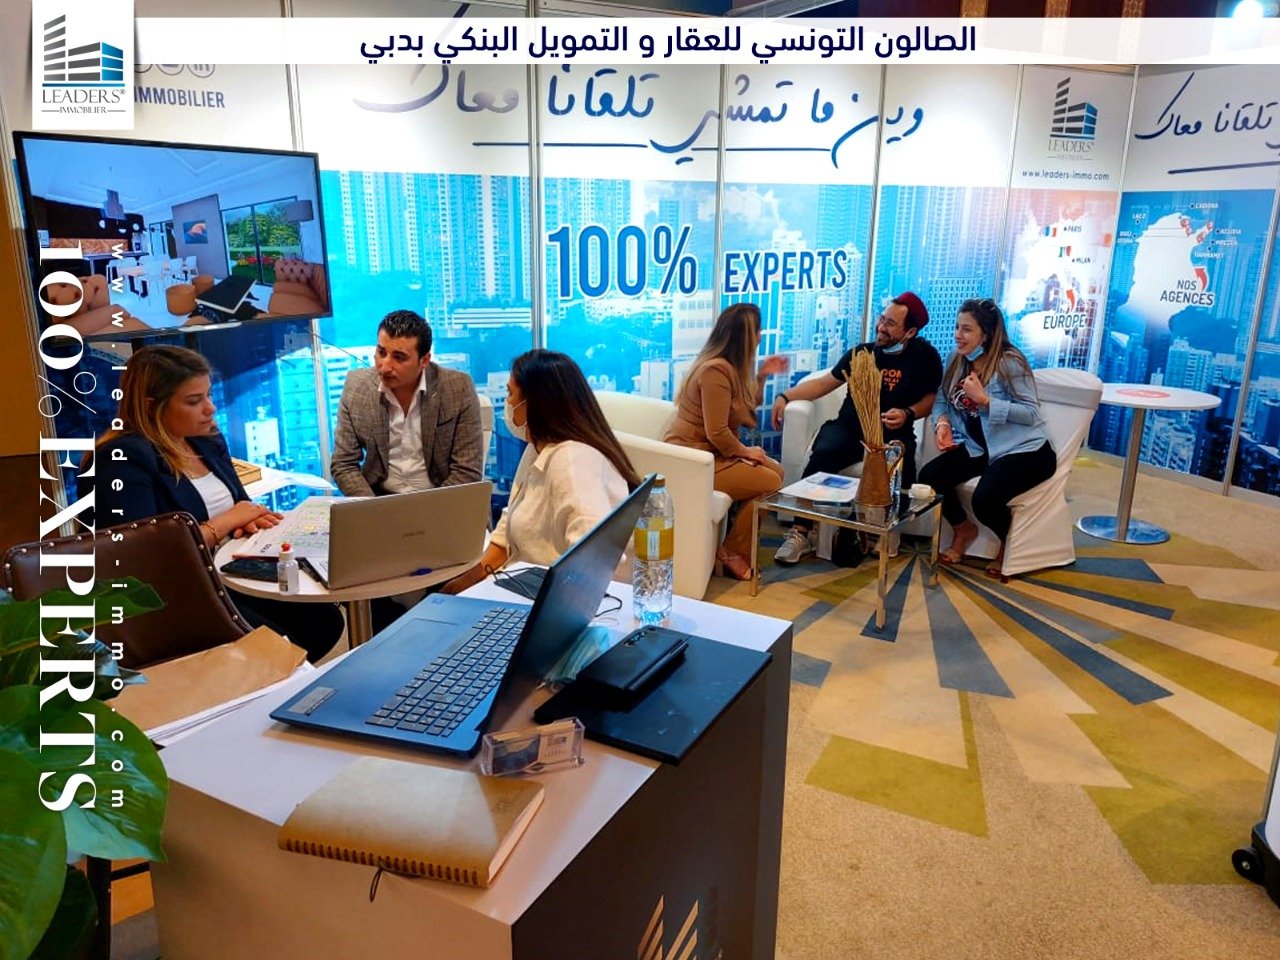 الصالون التونسي للعقار و التمويل البنكي بدبي
LEADERS®
IMMOBILIER
IMMOBILIER
وين ما تمشي تلقانا معاك
تلقانا معاك
LEADERS®
www.leaders-immo.com
100% EXPERTS
PARIS
MILAN
EUROPE
NOS
AGENCES
HAMMAMET
www.leaders-immo.com
100% EXPERTS